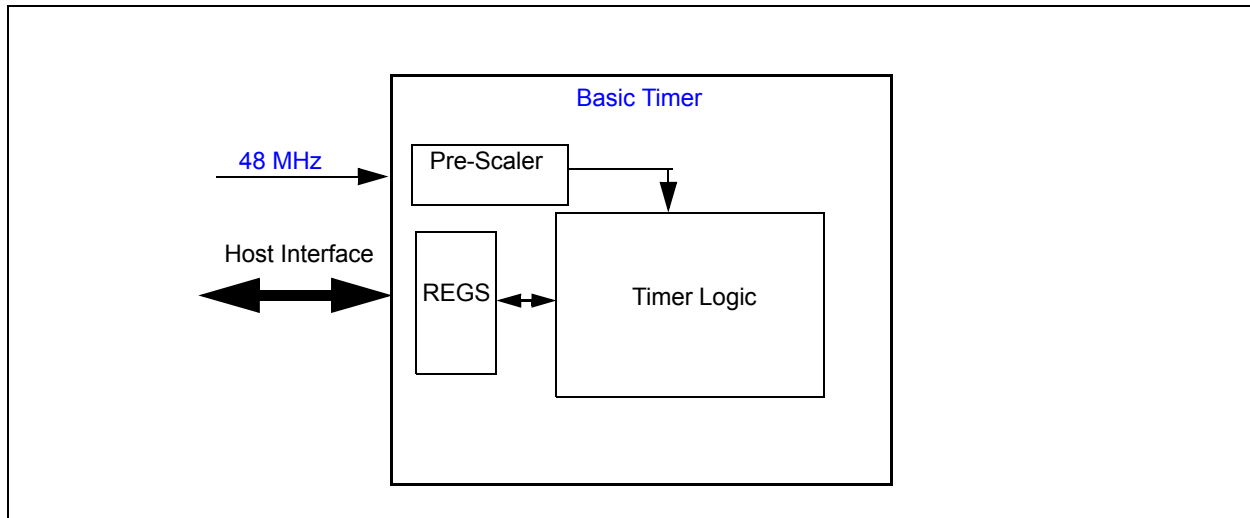 Basic Timer
48 MHz
Pre-Scaler
Host Interface
REGS
Timer Logic